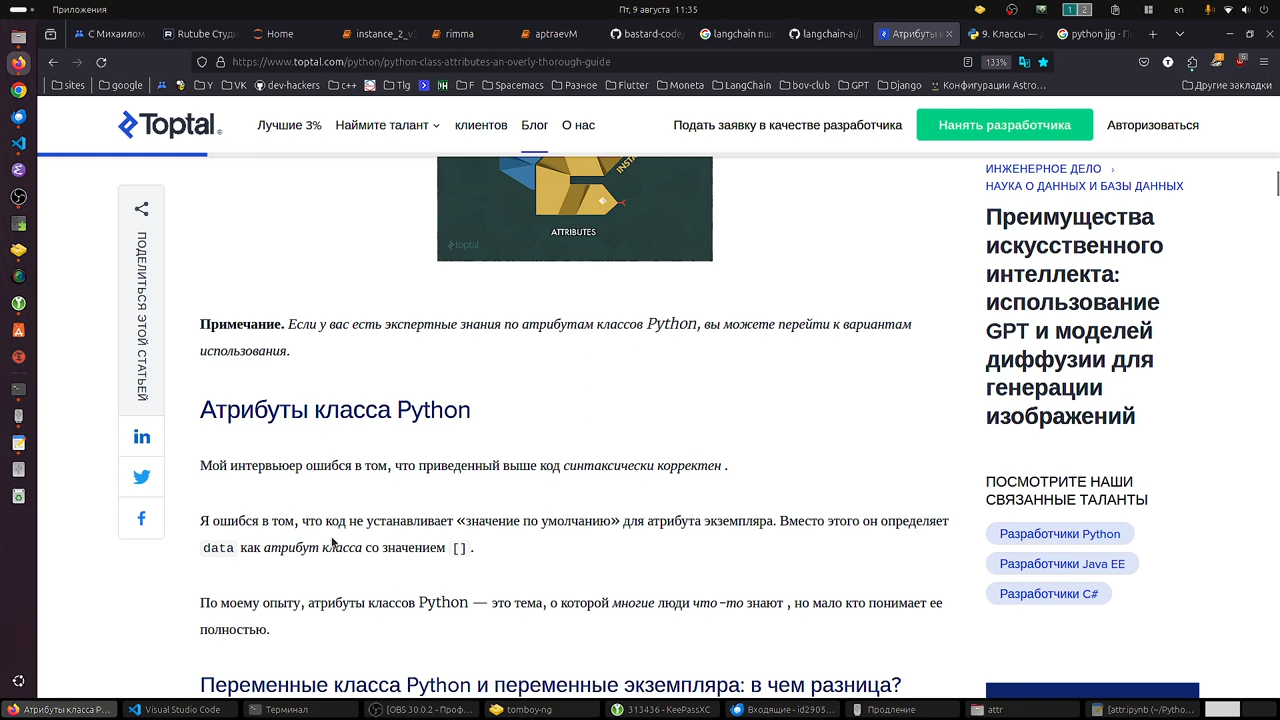 Приложения
Пт, 9 августа 11:35
1 2
en
С Михаилом
Rutube Студи
Home
instance_2_v
rimma
aptraevM
bastard-code
langchain пш
langchain-ai/l
Атрибуты к
9. Классы —
python jjg - П
https://www.toptal.com/python/python-class-attributes-an-overly-thorough-guide
133%
sites
google
Y
VK
dev-hackers
c++
Tlg
F
Spacemacs
Разное
Flutter
Moneta
LangChain
bov-club
GPT
Django
Конфигурации Astro…
Другие закладки
Toptal
Лучшие 3%
Наймите талант
клиентов
Блог
О нас
Подать заявку в качестве разработчика
Нанять разработчика
Авторизоваться
ATTRIBUTES
toptal
ПОДЕЛИТЬСЯ ЭТОЙ СТАТЬЕЙ
Примечание. Если у вас есть экспертные знания по атрибутам классов Python, вы можете перейти к вариантам
использования.
Атрибуты класса Python
Мой интервьюер ошибся в том, что приведенный выше код синтаксически корректен .
Я ошибся в том, что код не устанавливает «значение по умолчанию» для атрибута экземпляра. Вместо этого он определяет
data как атрибут класса со значением [].
По моему опыту, атрибуты классов Python — это тема, о которой многие люди что-то знают , но мало кто понимает ее
полностью.
Переменные класса Python и переменные экземпляра: в чем разница?
ИНЖЕНЕРНОЕ ДЕЛО ›
НАУКА О ДАННЫХ И БАЗЫ ДАННЫХ
Преимущества
искусственного
интеллекта:
использование
GPT и моделей
диффузии для
генерации
изображений
ПОСМОТРИТЕ НАШИ
СВЯЗАННЫЕ ТАЛАНТЫ
Разработчики Python
Разработчики Java EE
Разработчики C#
Атрибуты класса P…
Visual Studio Code
Терминал
[OBS 30.0.2 - Проф…
tomboy-ng
313436 - KeePassXC
Входящие - id2905…
Продление
attr
[attripynb (~/Pytho…